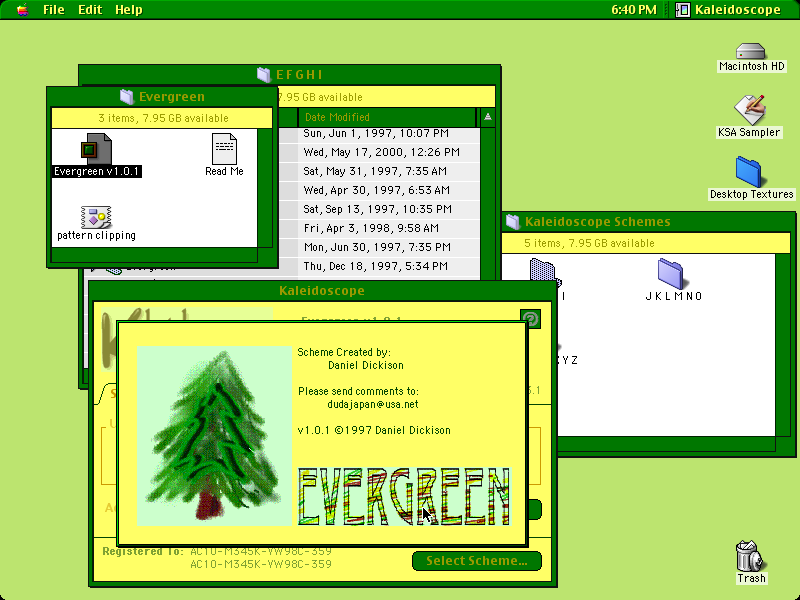 File Edit Help
6:40 PM Kaleidoscope
Macintosh HD
KSA Sampler
Desktop Textures
Trash
E F G H I
7.95 GB available
Date Modified
Sun, Jun 1, 1997, 10:07 PM
Wed, May 17, 2000, 12:26 PM
Sat, May 31, 1997, 7:35 AM
Wed, Apr 30, 1997, 6:53 AM
Sat, Sep 13, 1997, 10:35 PM
Fri, Apr 3, 1998, 9:58 AM
Mon, Jun 30, 1997, 7:35 PM
Thu, Dec 18, 1997, 5:34 PM
Evergreen
3 items, 7.95 GB available
Evergreen v1.0.1
Read Me
pattern clipping
Kaleidoscope Schemes
5 items, 7.95 GB available
I
J K L M N O
Y Z
Kaleidoscope
Evergreen v1.0.1
Scheme Created by:
Daniel Dickison
Please send comments to:
dudajapan@usa.net
v1.0.1 ©1997 Daniel Dickison
EVERGREEN
Registered To: AC10-M345K-YW98C-359
AC10-M345K-YW98C-359
Select Scheme...